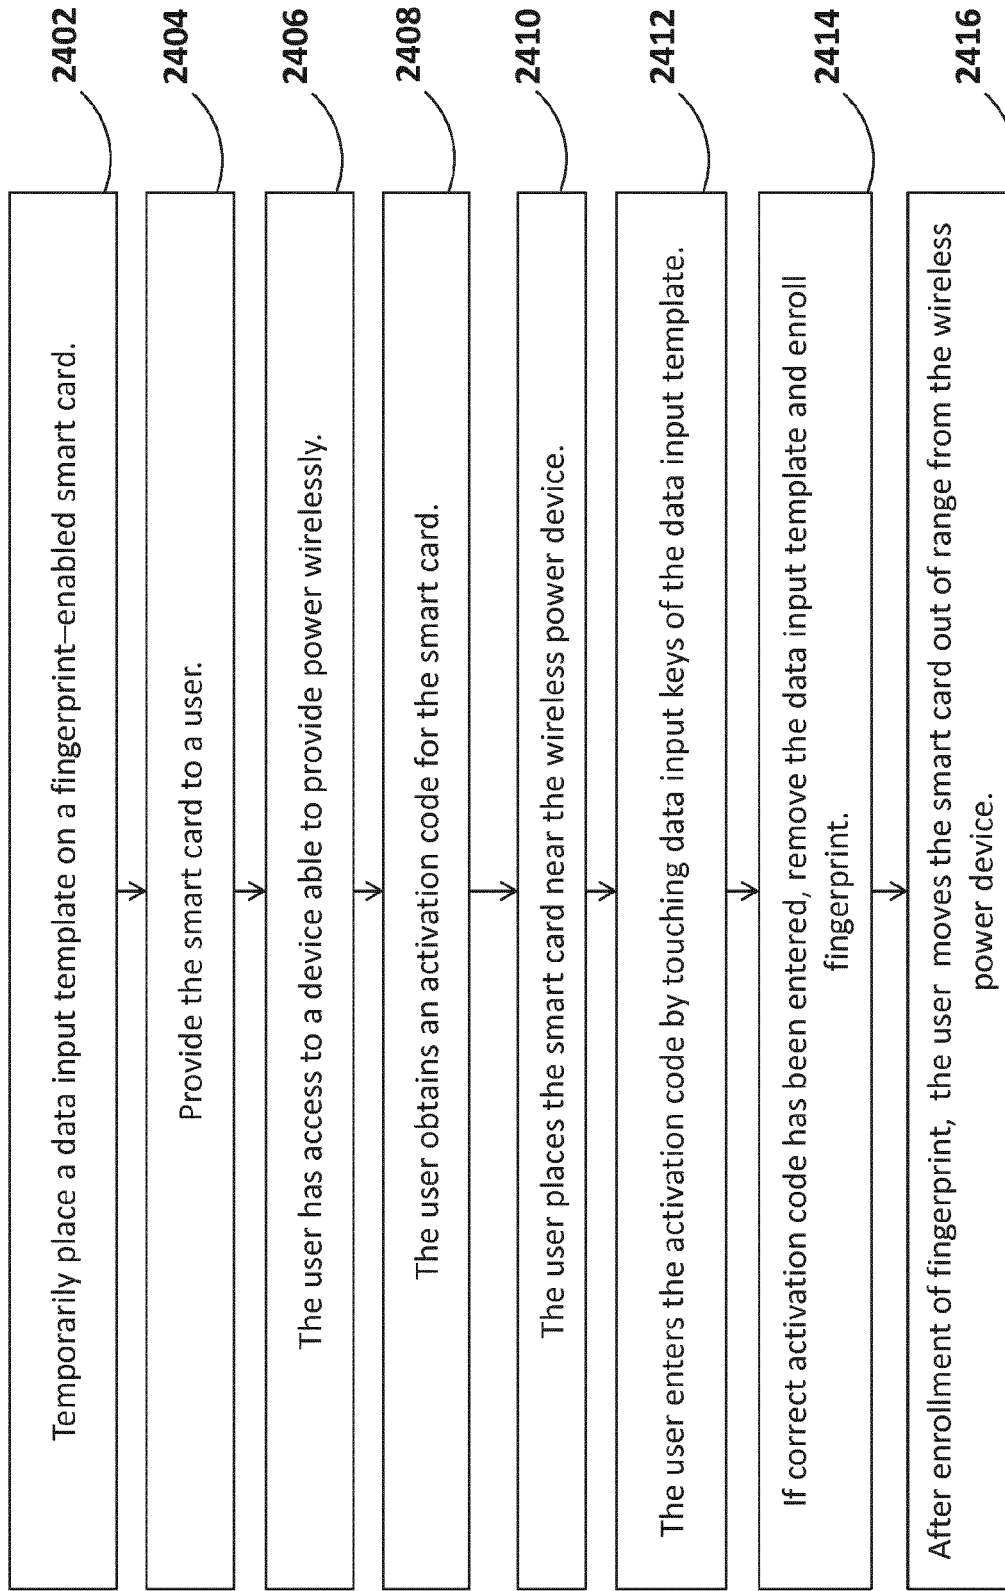 Temporarily place a data input template on a fingerprint–enabled smart card.
2402
Provide the smart card to a user.
2404
The user has access to a device able to provide power wirelessly.
2406
The user obtains an activation code for the smart card.
2408
The user places the smart card near the wireless power device.
2410
The user enters the activation code by touching data input keys of the data input template.
2412
If correct activation code has been entered, remove the data input template and enroll
fingerprint.
2414
After enrollment of fingerprint, the user moves the smart card out of range from the wireless
power device.
2416